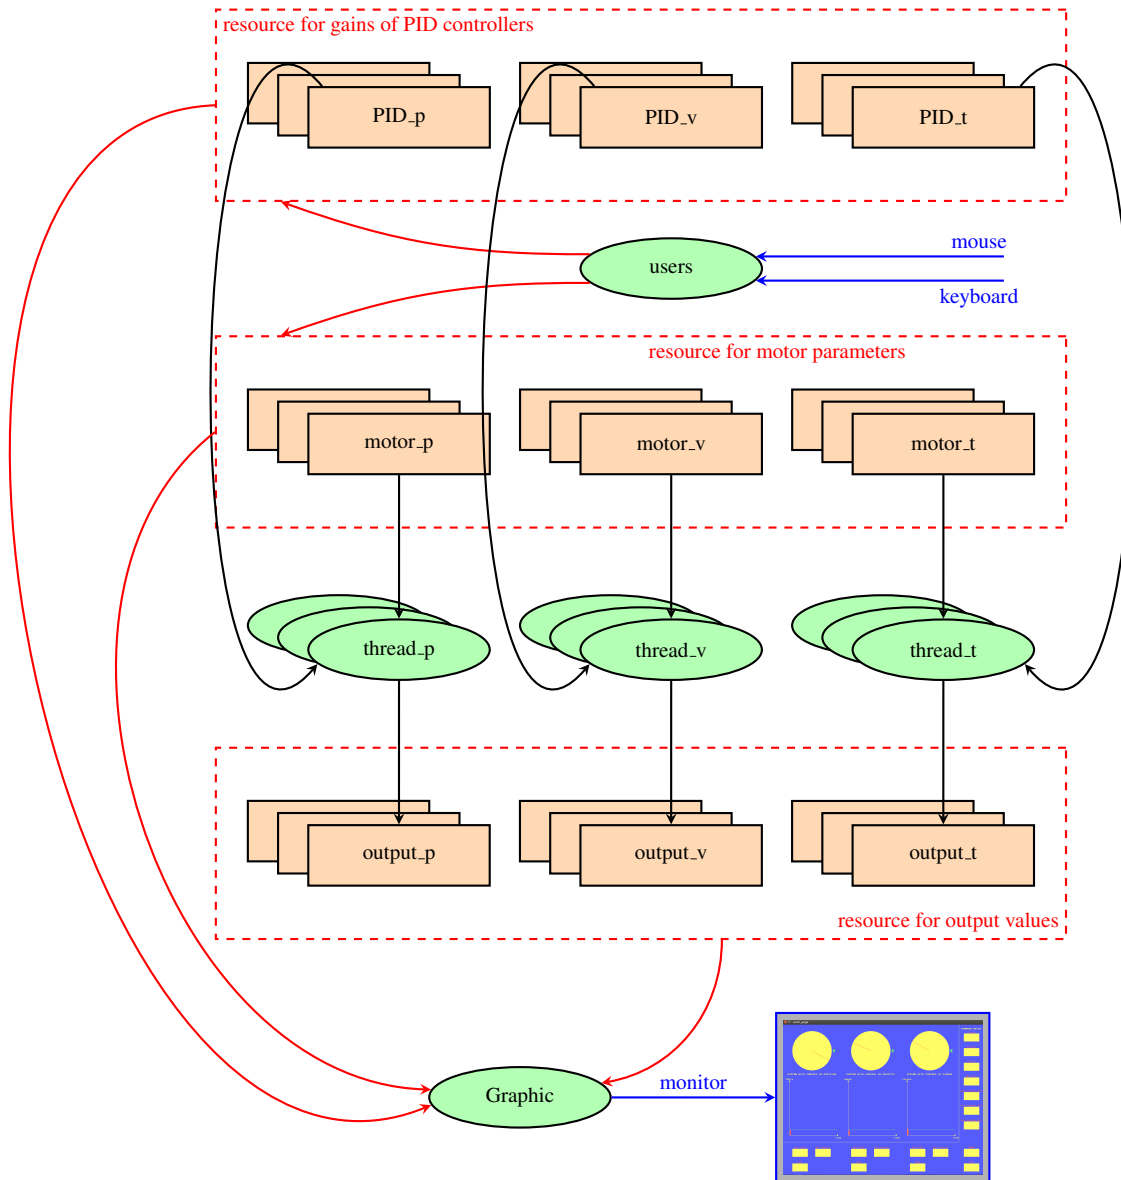 resource for gains of PID controllers
PID_p
PID_v
PID_t
mouse
users
keyboard
resource for motor parameters
motor_p
motor_v
motor_t
thread_p
thread_v
thread_t
output_p
output_v
output_t
resource for output values
monitor
Graphic